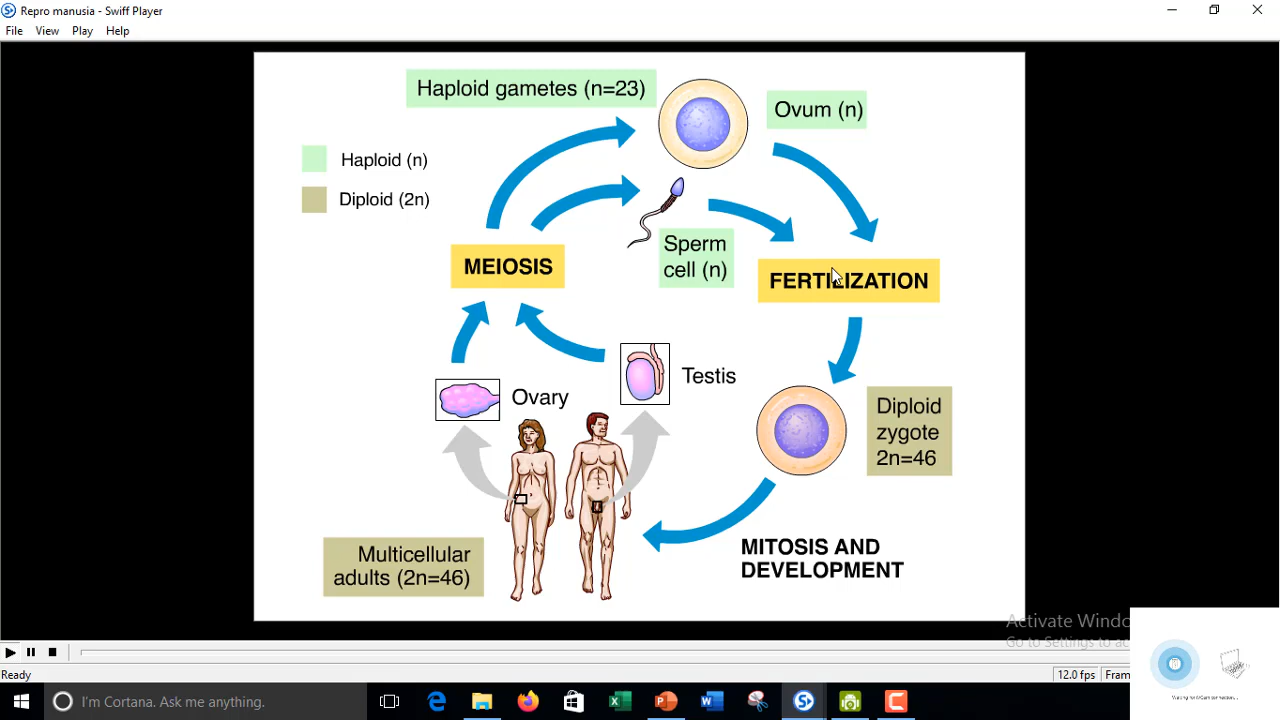 Repro manusia - Swiff Player
File View Play Help
Haploid gametes (n=23)
Ovum (n)
Haploid (n)
Diploid (2n)
Sperm
cell (n)
MEIOSIS
FERTILIZATION
Testis
Ovary
Diploid
zygote
2n=46
Multicellular
adults (2n=46)
MITOSIS AND
DEVELOPMENT
Activate Windo
Go to Settings to ac
Ready
12.0 fps
Fram
I'm Cortana. Ask me anything.